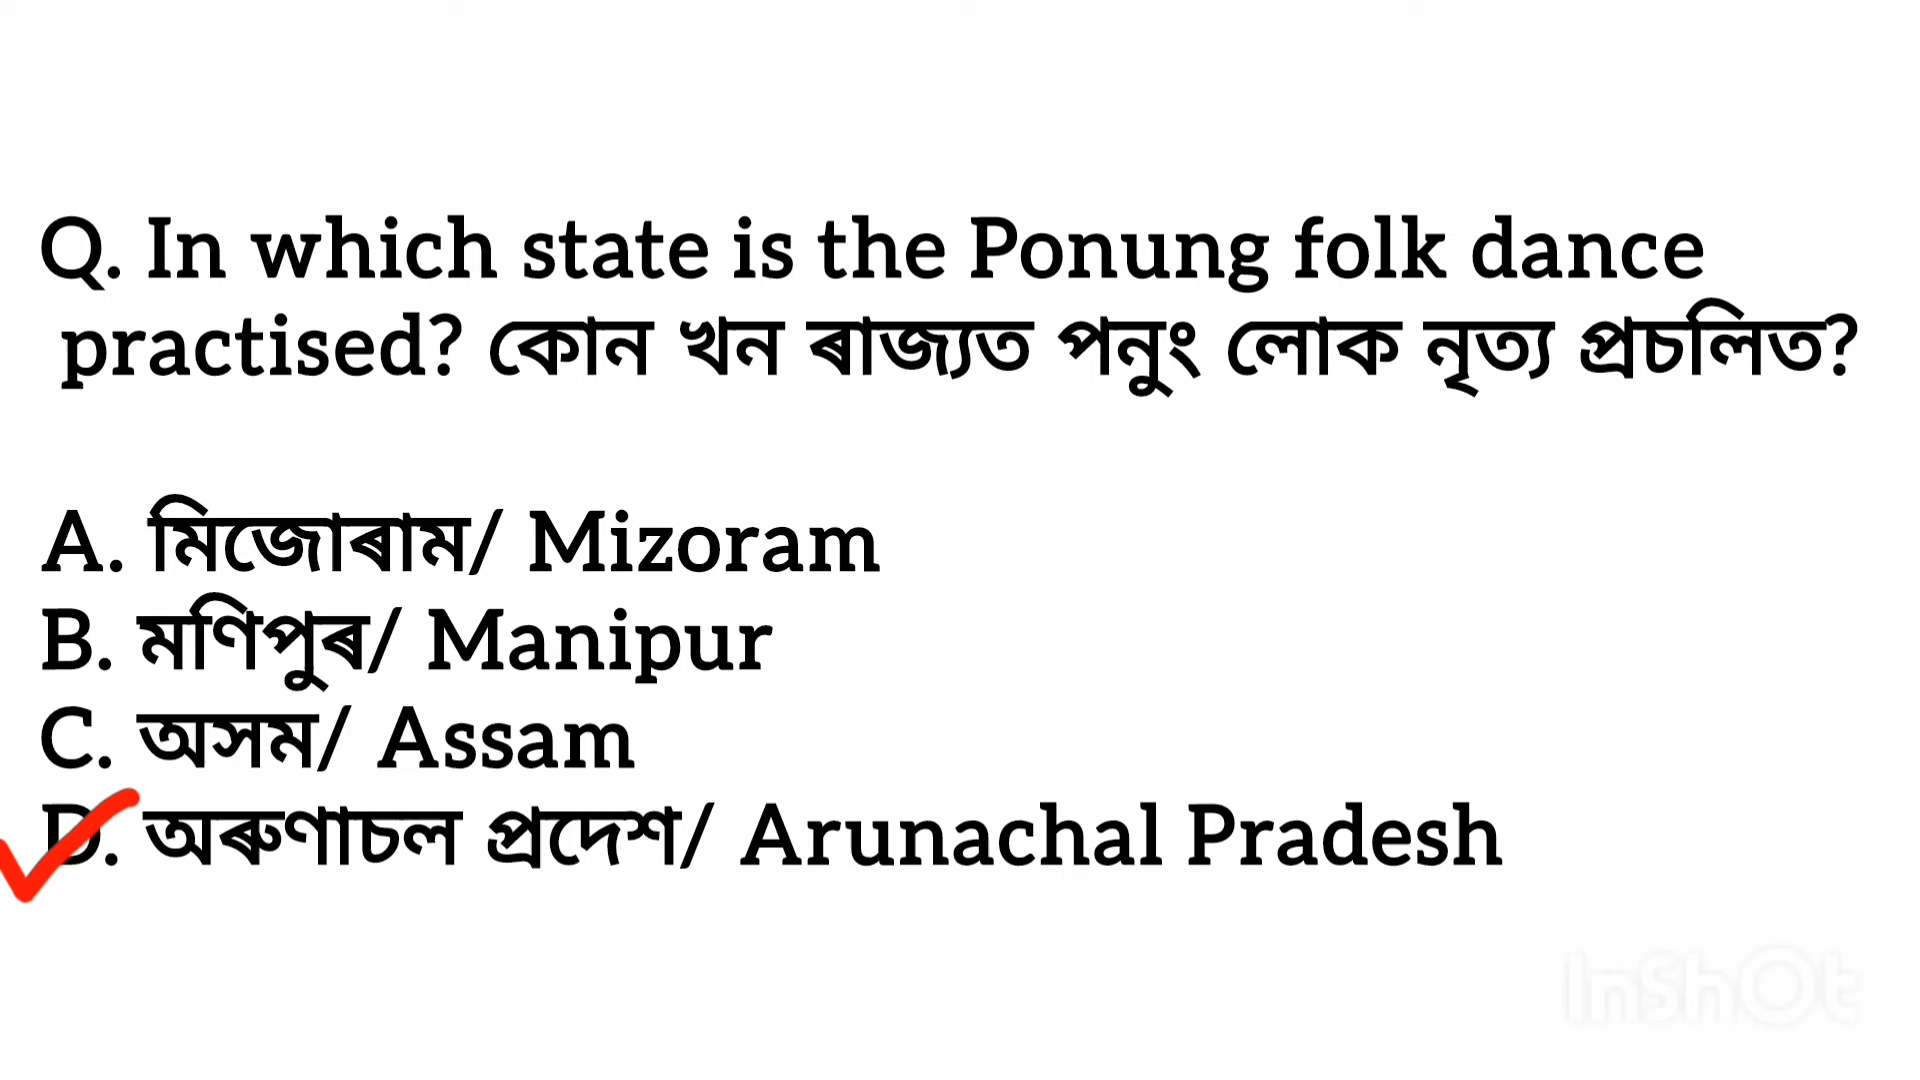 Q. In which state is the Ponung folk dance
practised? কোন খন ৰাজ্যত পনুং লোক নৃত্য প্ৰচলিত?
A. মিজোৰাম/ Mizoram
B. মণিপুৰ/ Manipur
C. অসম/ Assam
D. অৰুণাচল প্ৰদেশ/ Arunachal Pradesh
InShOt